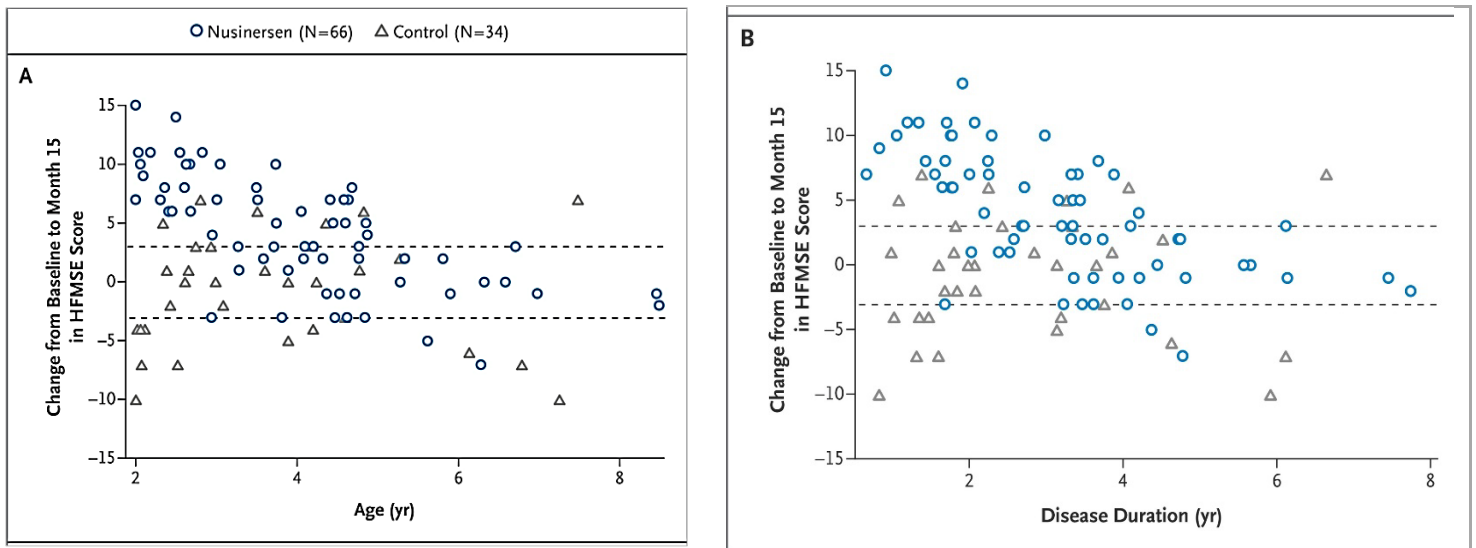 Nusinersen (N=66) Control (N=34)
A
Change from Baseline to Month 15
in HFMSE Score
15
10
5
0
−5
−10
−15
2 4 6 8
Age (yr)
B
Change from Baseline to Month 15
in HFMSE Score
15
10
5
0
−5
−10
−15
2 4 6 8
Disease Duration (yr)